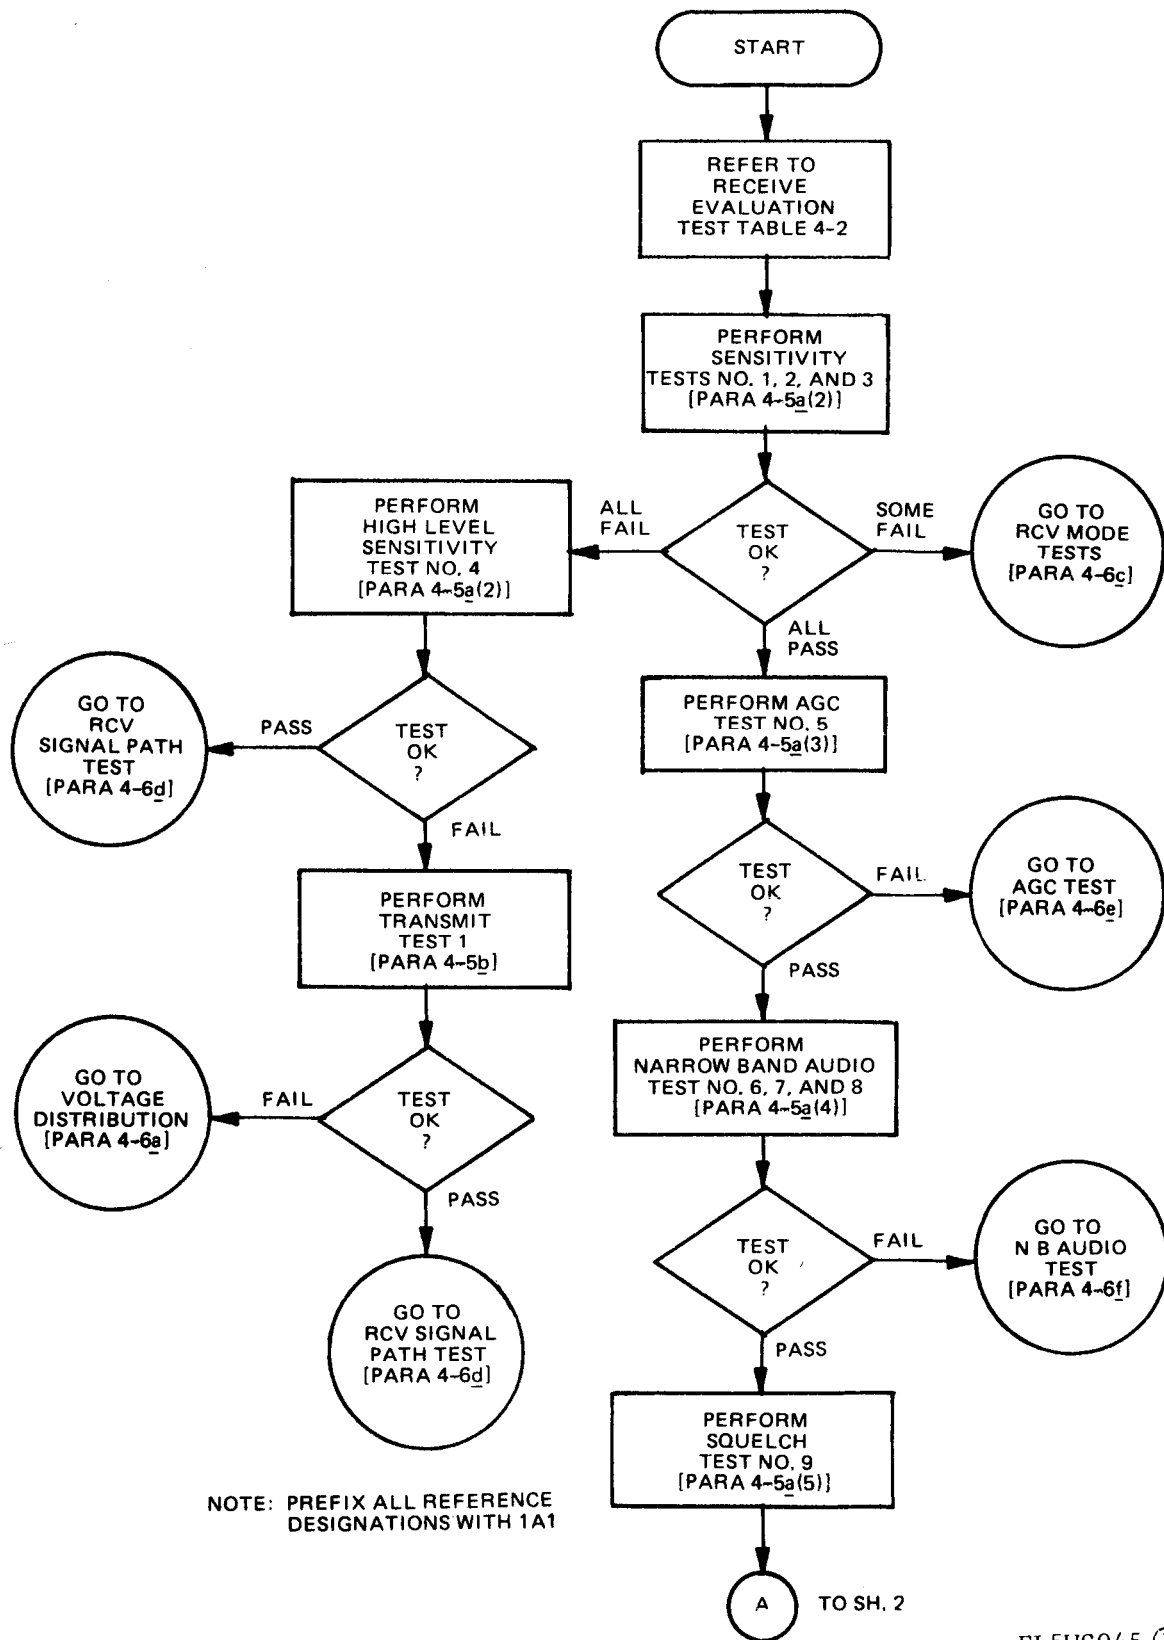 START
REFER TO
RECEIVE
EVALUATION
TEST TABLE 4-2
PERFORM
SENSITIVITY
TESTS NO. 1, 2, AND 3
[PARA 4-5a(2)]
TEST
OK
?
ALL
FAIL
SOME
FAIL
ALL
PASS
GO TO
RCV MODE
TESTS
[PARA 4-6c]
PERFORM
HIGH LEVEL
SENSITIVITY
TEST NO. 4
[PARA 4-5a(2)]
TEST
OK
?
PASS
FAIL
GO TO
RCV
SIGNAL PATH
TEST
[PARA 4-6d]
PERFORM
TRANSMIT
TEST 1
[PARA 4-5b]
TEST
OK
?
FAIL
PASS
GO TO
VOLTAGE
DISTRIBUTION
[PARA 4-6a]
GO TO
RCV SIGNAL
PATH TEST
[PARA 4-6d]
PERFORM AGC
TEST NO. 5
[PARA 4-5a(3)]
TEST
OK
?
FAIL
PASS
GO TO
AGC TEST
[PARA 4-6e]
PERFORM
NARROW BAND AUDIO
TEST NO. 6, 7, AND 8
[PARA 4-5a(4)]
TEST
OK
?
FAIL
PASS
GO TO
N B AUDIO
TEST
[PARA 4-6f]
PERFORM
SQUELCH
TEST NO. 9
[PARA 4-5a(5)]
A
TO SH. 2
NOTE: PREFIX ALL REFERENCE
DESIGNATIONS WITH 1A1